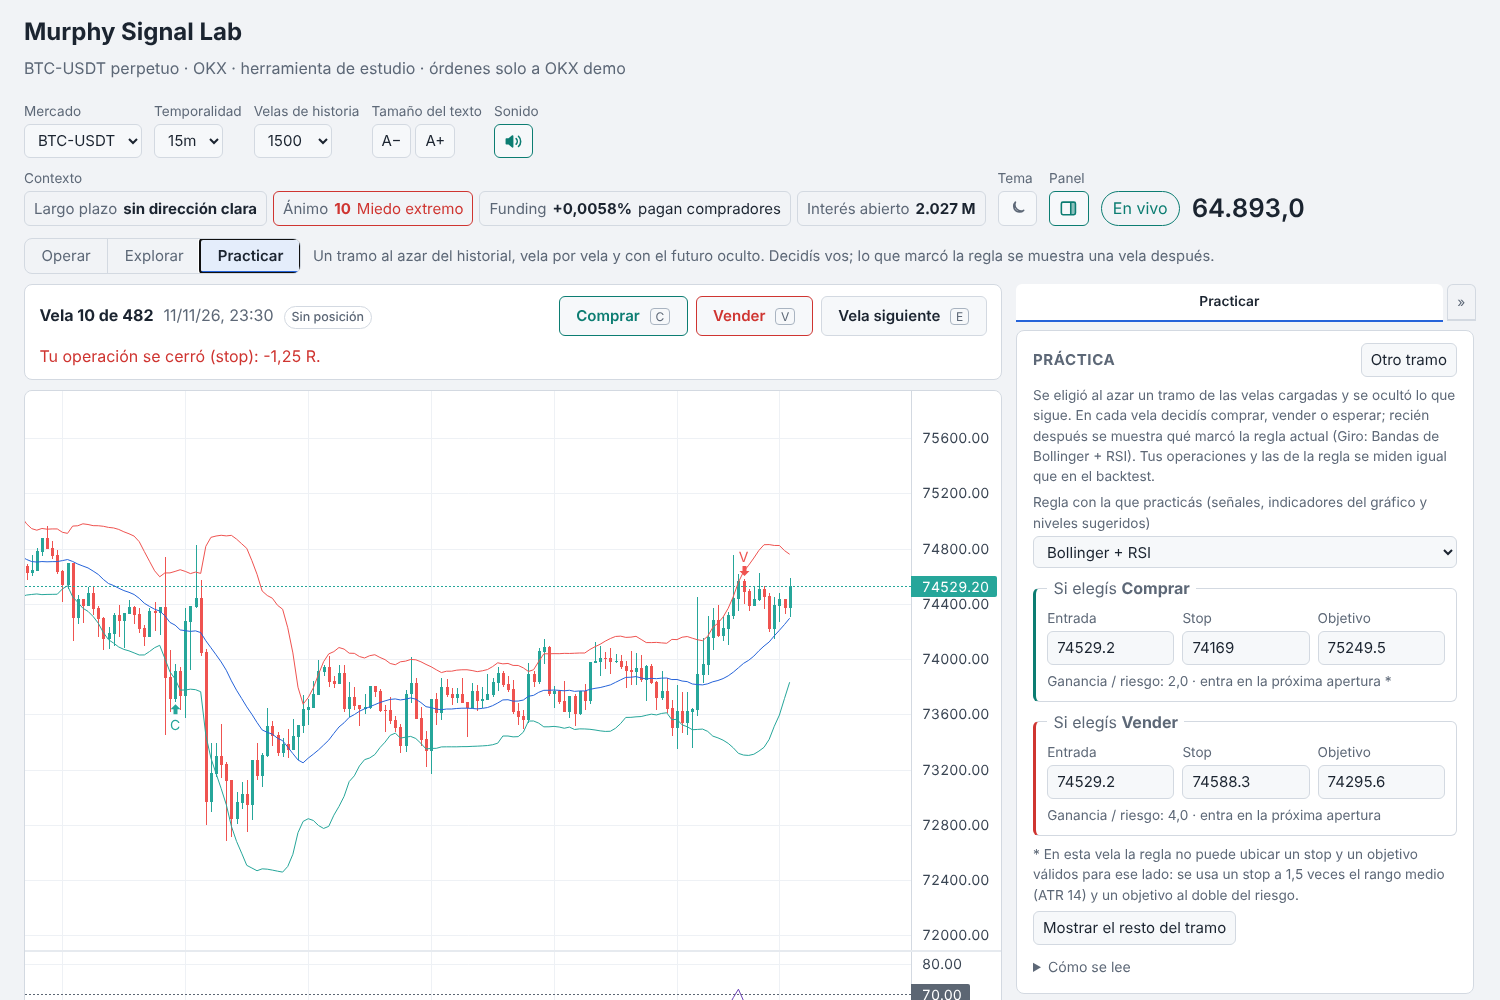 Murphy Signal Lab
BTC-USDT perpetuo · OKX · herramienta de estudio · órdenes solo a OKX demo
Mercado Temporalidad Velas de historia Tamaño del texto Sonido
BTC-USDT 15m 1500 A− A+
Contexto Tema Panel
Largo plazo sin dirección clara Ánimo 10 Miedo extremo Funding +0,0058% pagan compradores Interés abierto 2.027 M En vivo 64.893,0
Operar Explorar Practicar Un tramo al azar del historial, vela por vela y con el futuro oculto. Decidís vos; lo que marcó la regla se muestra una vela después.
Vela 10 de 482 11/11/26, 23:30 Sin posición Comprar C Vender V Vela siguiente E
Tu operación se cerró (stop): -1,25 R.
75600.00
75200.00
74800.00
74529.20
74400.00
74000.00
73600.00
73200.00
72800.00
72400.00
72000.00
80.00
70.00
V
C
Practicar »
PRÁCTICA Otro tramo
Se eligió al azar un tramo de las velas cargadas y se ocultó lo que
sigue. En cada vela decidís comprar, vender o esperar; recién
después se muestra qué marcó la regla actual (Giro: Bandas de
Bollinger + RSI). Tus operaciones y las de la regla se miden igual
que en el backtest.
Regla con la que practicás (señales, indicadores del gráfico y
niveles sugeridos)
Bollinger + RSI
Si elegís Comprar
Entrada Stop Objetivo
74529.2 74169 75249.5
Ganancia / riesgo: 2,0 · entra en la próxima apertura *
Si elegís Vender
Entrada Stop Objetivo
74529.2 74588.3 74295.6
Ganancia / riesgo: 4,0 · entra en la próxima apertura
* En esta vela la regla no puede ubicar un stop y un objetivo
válidos para ese lado: se usa un stop a 1,5 veces el rango medio
(ATR 14) y un objetivo al doble del riesgo.
Mostrar el resto del tramo
Cómo se lee